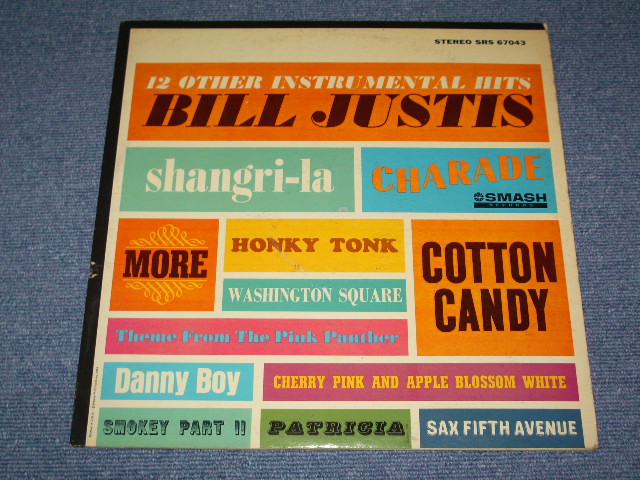 STEREO SRS 67043
12 OTHER INSTRUMENTAL HITS
BILL JUSTIS
shangri-la
CHARADE
SMASH
RECORDS
MORE
HONKY TONK
WASHINGTON SQUARE
COTTON
CANDY
Theme From The Pink Panther
Danny Boy
CHERRY PINK AND APPLE BLOSSOM WHITE
SMOKEY PART II
PATRICIA
SAX FIFTH AVENUE